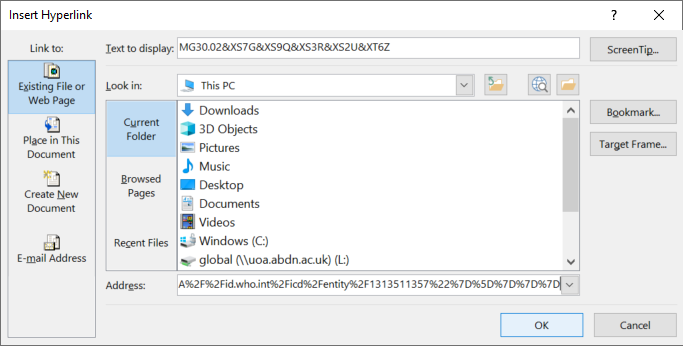 Insert Hyperlink
? ×
Link to:
Text to display: MG30.02&XS7G&XS9Q&XS3R&XS2U&XT6Z
ScreenTip...
Existing File or
Web Page
Look in: This PC
Place in This
Document
Create New
Document
E-mail Address
Current
Folder
Browsed
Pages
Recent Files
Downloads
3D Objects
Pictures
Music
Desktop
Documents
Videos
Windows (C:)
global (\\uoa.abdn.ac.uk) (L:)
Bookmark...
Target Frame...
Address: A%2F%2Fid.who.int%2Ficd%2Fentity%2F1313511357%22%7D%5D%7D%7D%7D
OK
Cancel